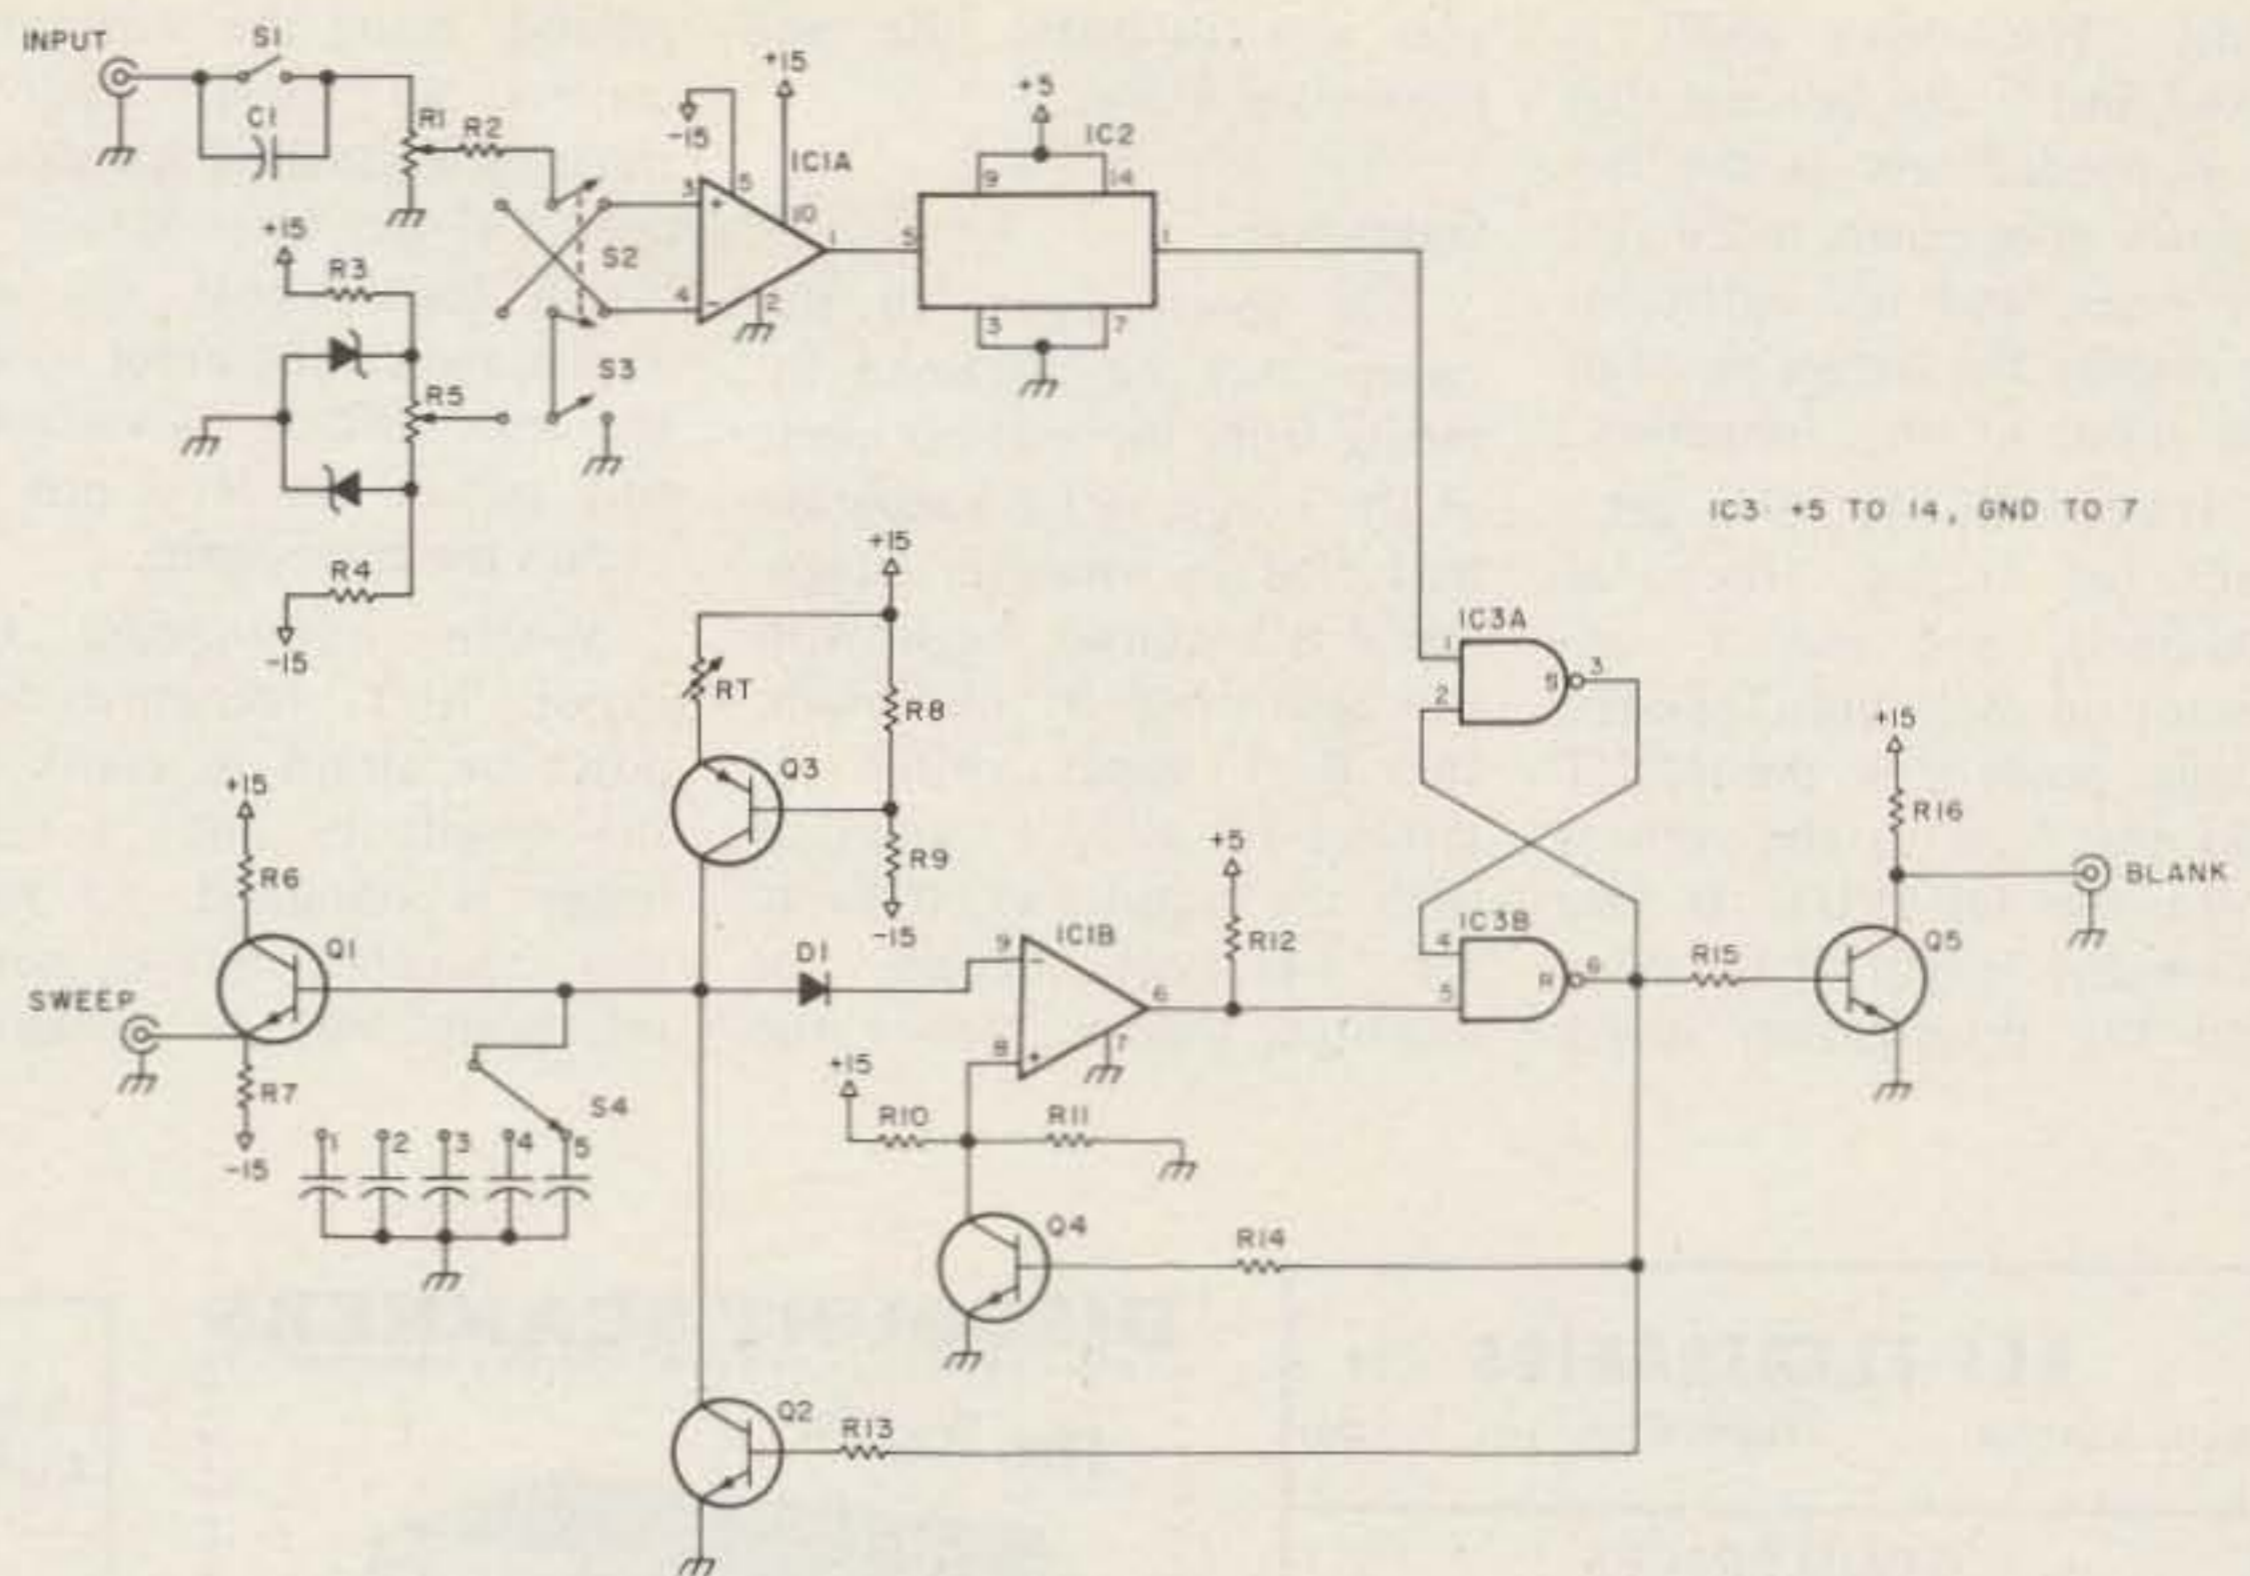 INPUT
S1
C1
R1
R2
-15
+15
IC1A
3
+
5
10
1
4
-
2
S2
S3
+5
IC2
9
14
5
1
3
7
+15
R3
R5
R4
-15
IC3 +5 TO 14, GND TO 7
+15
RT
R8
Q3
R9
-15
IC3A
1
2
S
3
+15
R6
Q1
SWEEP
R7
-15
S4
1
2
3
4
5
D1
9
-
IC1B
6
8
+
7
+5
R12
IC3B
4
5
R
6
R15
+15
R16
BLANK
Q5
+15
R10
R11
Q4
R14
Q2
R13